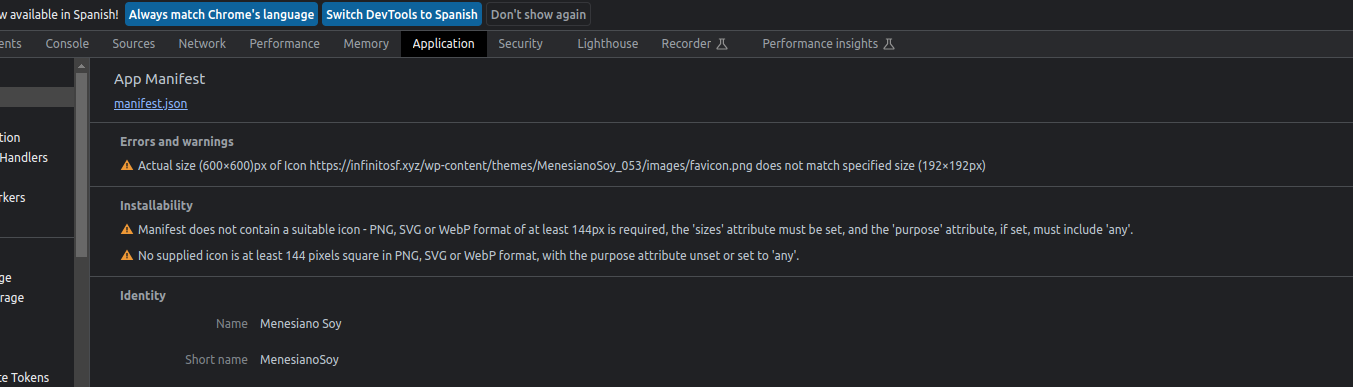 w available in Spanish! Always match Chrome's language Switch DevTools to Spanish Don't show again
ents Console Sources Network Performance Memory Application Security Lighthouse Recorder Performance insights
App Manifest
manifest.json
Errors and warnings
tion
Handlers
Actual size (600×600)px of Icon https://infinitosf.xyz/wp-content/themes/MenesianoSoy_053/images/favicon.png does not match specified size (192×192px)
rkers
Installability
Manifest does not contain a suitable icon - PNG, SVG or WebP format of at least 144px is required, the 'sizes' attribute must be set, and the 'purpose' attribute, if set, must include 'any'.
No supplied icon is at least 144 pixels square in PNG, SVG or WebP format, with the purpose attribute unset or set to 'any'.
ge
rage
Identity
Name Menesiano Soy
Short name MenesianoSoy
te Tokens